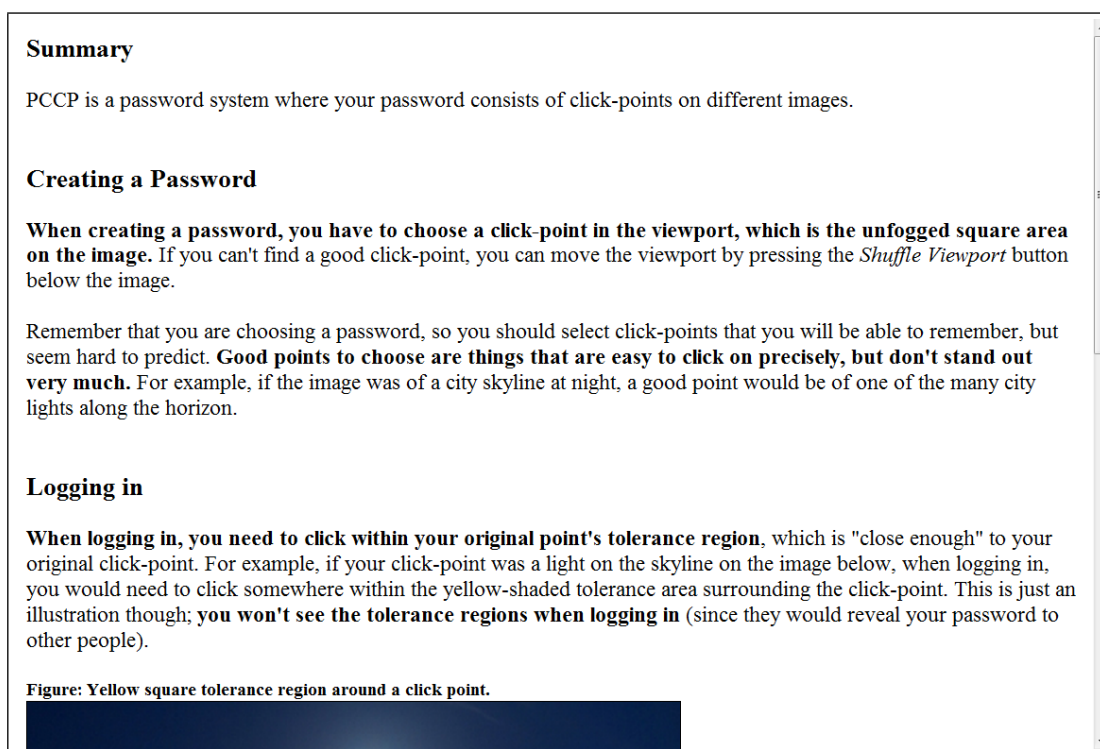 Summary
PCCP is a password system where your password consists of click-points on different images.
Creating a Password
When creating a password, you have to choose a click-point in the viewport, which is the unfogged square area
on the image. If you can't find a good click-point, you can move the viewport by pressing the Shuffle Viewport button
below the image.
Remember that you are choosing a password, so you should select click-points that you will be able to remember, but
seem hard to predict. Good points to choose are things that are easy to click on precisely, but don't stand out
very much. For example, if the image was of a city skyline at night, a good point would be of one of the many city
lights along the horizon.
Logging in
When logging in, you need to click within your original point's tolerance region, which is "close enough" to your
original click-point. For example, if your click-point was a light on the skyline on the image below, when logging in,
you would need to click somewhere within the yellow-shaded tolerance area surrounding the click-point. This is just an
illustration though; you won't see the tolerance regions when logging in (since they would reveal your password to
other people).
Figure: Yellow square tolerance region around a click point.